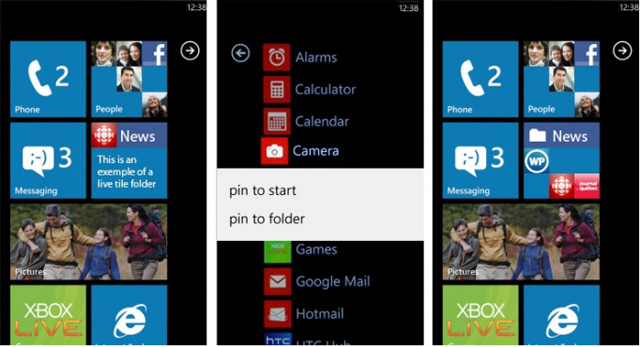 12:38
2
Phone
People
f
News
This is an
exemple of a
live tile folder
;-)
3
Messaging
Pictures
XBOX
LIVE
12:38
Alarms
Calculator
Calendar
Camera
pin to start
pin to folder
Games
Google Mail
Hotmail
hTC
HTC Hub
12:38
2
Phone
People
f
News
WP
journal
;-)
3
Messaging
Pictures
XBOX
LIVE